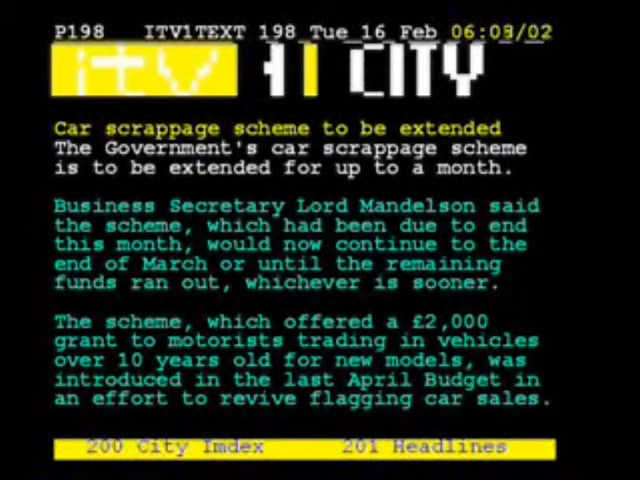 P198 ITV1TEXT 198 Tue 16 Feb 06:03/02
itv 1 CITY
Car scrappage scheme to be extended
The Government's car scrappage scheme
is to be extended for up to a month.
Business Secretary Lord Mandelson said
the scheme, which had been due to end
this month, would now continue to the
end of March or until the remaining
funds ran out, whichever is sooner.
The scheme, which offered a £2,000
grant to motorists trading in vehicles
over 10 years old for new models, was
introduced in the last April Budget in
an effort to revive flagging car sales.
200 City Imdex 201 Headlines